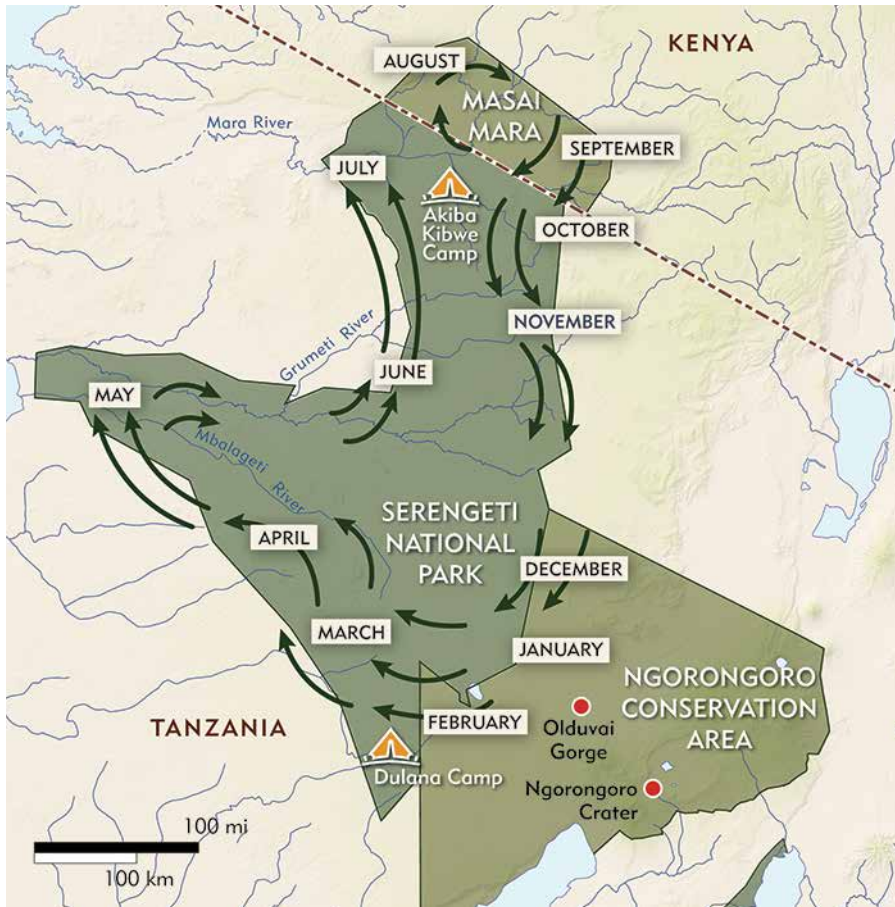 KENYA
AUGUST
MASAI
MARA
Mara River
SEPTEMBER
JULY
Akiba
Kibwe
Camp
OCTOBER
NOVEMBER
Grumeti River
JUNE
MAY
Mbalageti
River
SERENGETI
NATIONAL
PARK
APRIL
DECEMBER
MARCH
JANUARY
NGORONGORO
CONSERVATION
AREA
FEBRUARY
TANZANIA
Olduvai
Gorge
Dulana Camp
Ngorongoro
Crater
100 mi
100 km